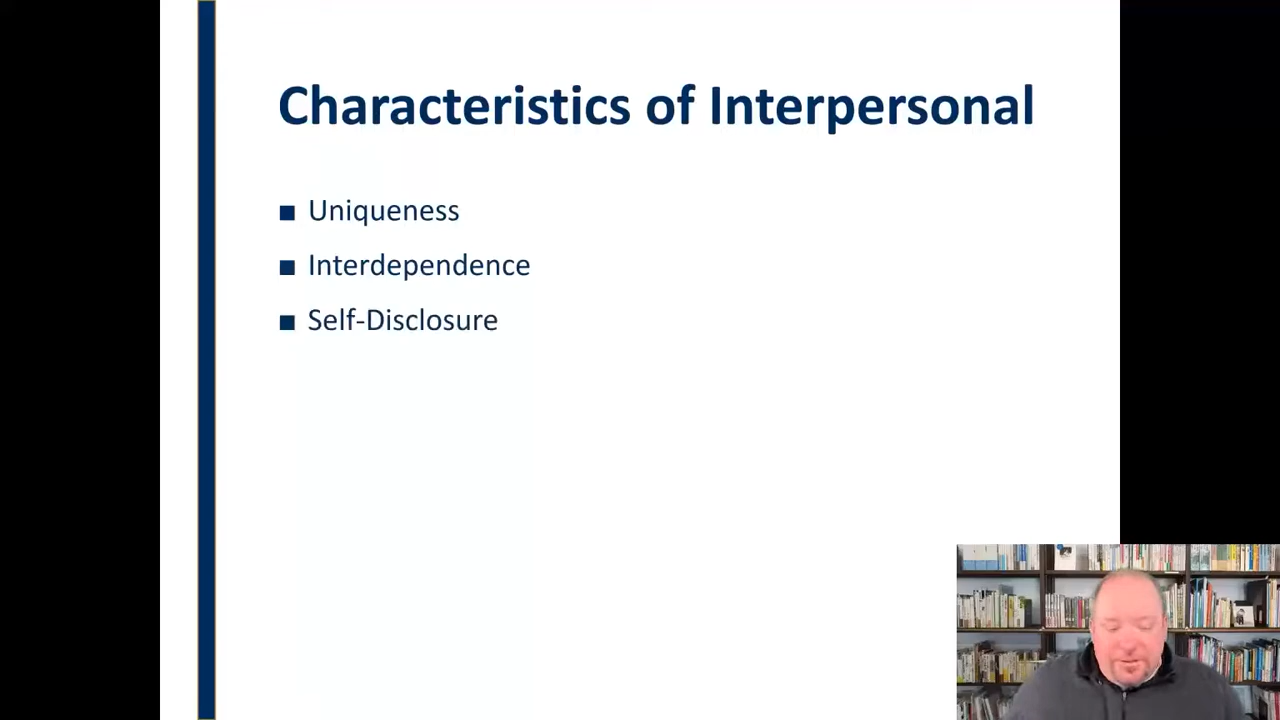 Characteristics of Interpersonal
■ Uniqueness
■ Interdependence
■ Self-Disclosure